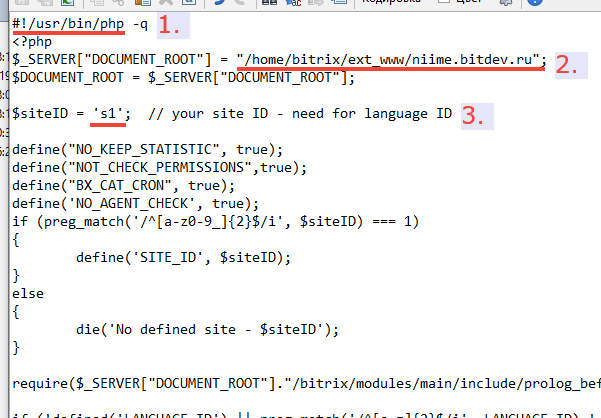 Кодировка
Цвет
#!/usr/bin/php -q 1.
<?php
$_SERVER["DOCUMENT_ROOT"] = "/home/bitrix/ext_www/niime.bitdev.ru"; 2.
$DOCUMENT_ROOT = $_SERVER["DOCUMENT_ROOT"];
$siteID = 's1'; // your site ID - need for language ID 3.
define("NO_KEEP_STATISTIC", true);
define("NOT_CHECK_PERMISSIONS",true);
define("BX_CAT_CRON", true);
define('NO_AGENT_CHECK', true);
if (preg_match('/^[a-z0-9_]{2}$/i', $siteID) === 1)
{
define('SITE_ID', $siteID);
}
else
{
die('No defined site - $siteID');
}
require($_SERVER["DOCUMENT_ROOT"]."/bitrix/modules/main/include/prolog_bef